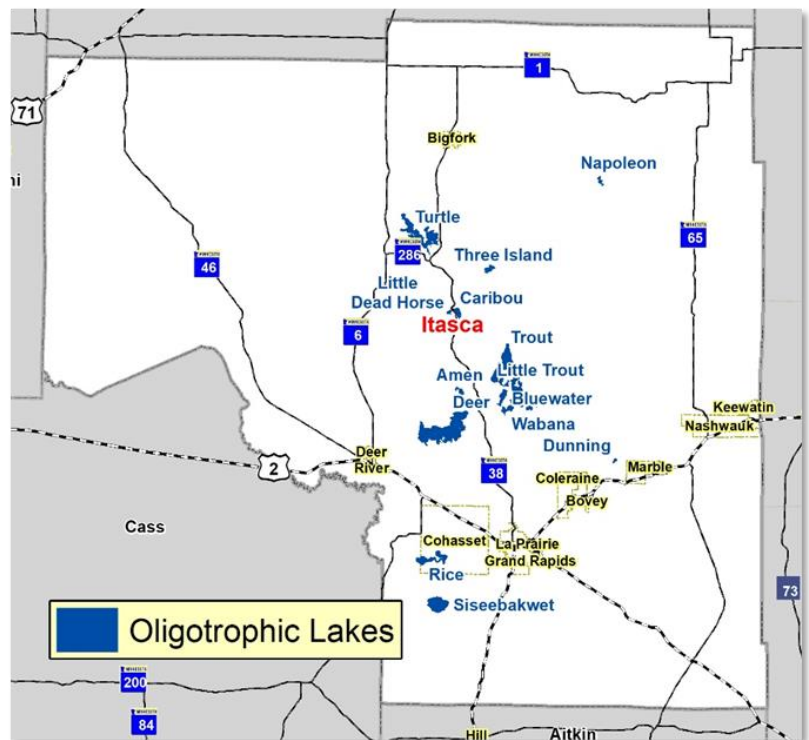 1
71
Bigfork
Napoleon
ni
Turtle
65
286
Three Island
46
Little
Dead Horse
Caribou
Itasca
6
Trout
Little Trout
Amen
Bluewater
Deer
Keewatin
Wabana
Nashwauk
Dunning
Deer
River
Marble
2
38
Coleraine
Bovey
Cass
Cohasset
La Prairie
Grand Rapids
Rice
73
Siseebakwet
Oligotrophic Lakes
200
84
Hill
Aitkin